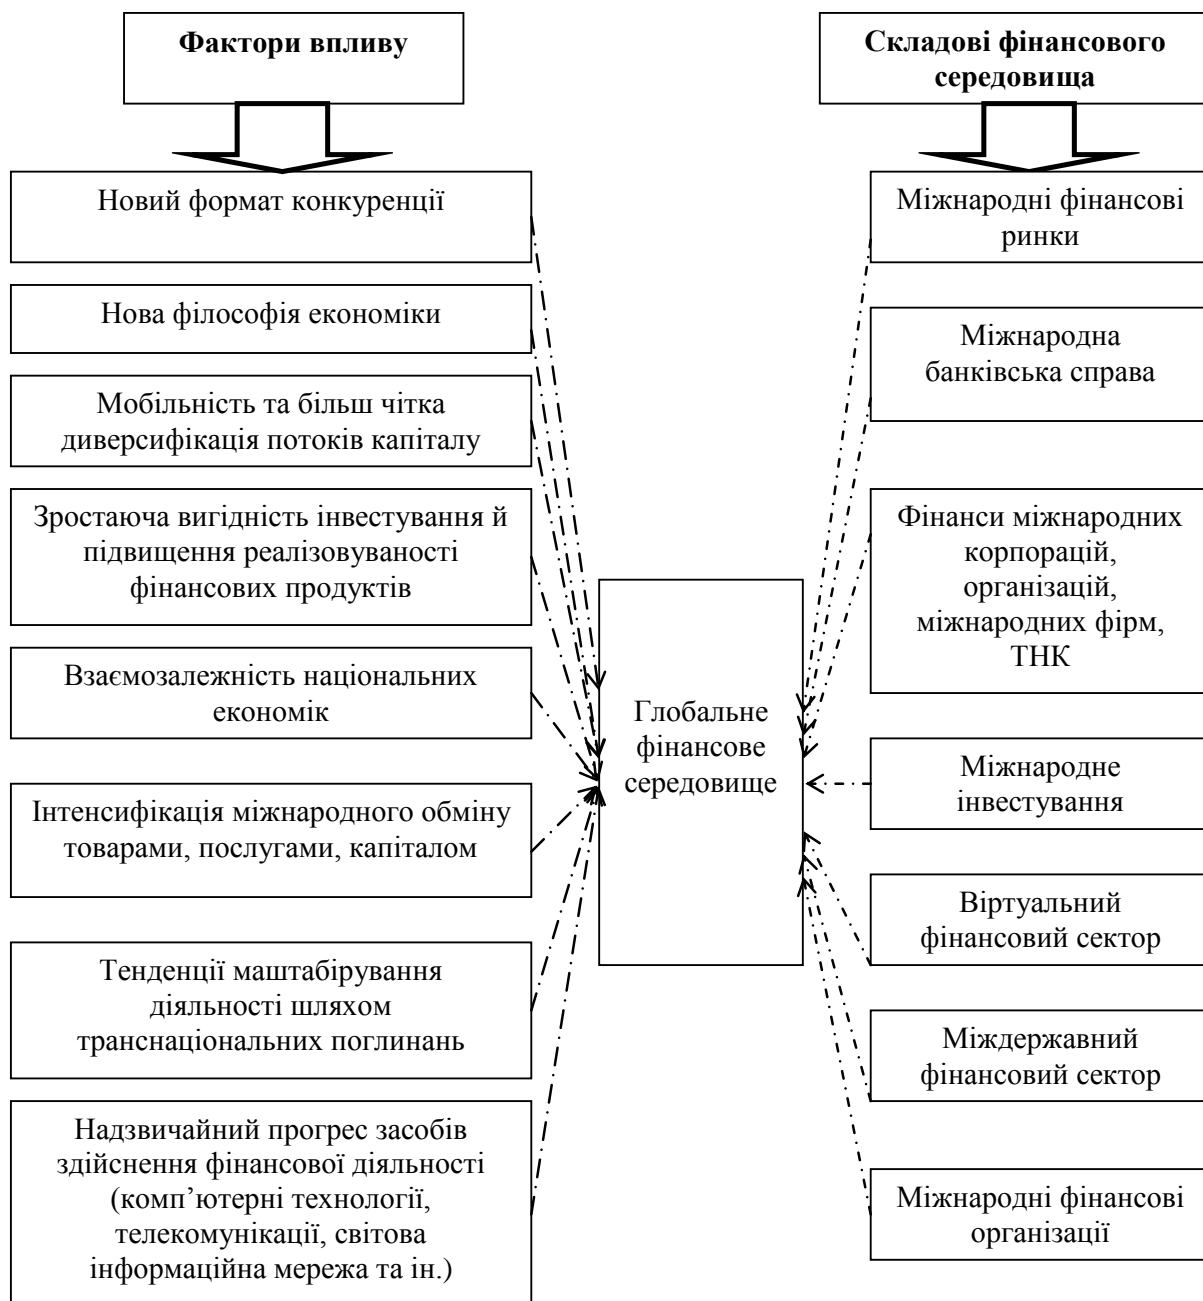 Фактори впливу
Новий формат конкуренції
Нова філософія економіки
Мобільність та більш чітка
диверсифікація потоків капіталу
Зростаюча вигідність інвестування й
підвищення реалізовуваності
фінансових продуктів
Взаємозалежність національних
економік
Інтенсифікація міжнародного обміну
товарами, послугами, капіталом
Тенденції маштабірування
діяльності шляхом
транснаціональних поглинань
Надзвичайний прогрес засобів
здійснення фінансової діяльності
(комп’ютерні технології,
телекомунікації, світова
інформаційна мережа та ін.)
Глобальне
фінансове
середовище
Складові фінансового
середовища
Міжнародні фінансові
ринки
Міжнародна
банківська справа
Фінанси міжнародних
корпорацій,
організацій,
міжнародних фірм,
ТНК
Міжнародне
інвестування
Віртуальний
фінансовий сектор
Міждержавний
фінансовий сектор
Міжнародні фінансові
організації